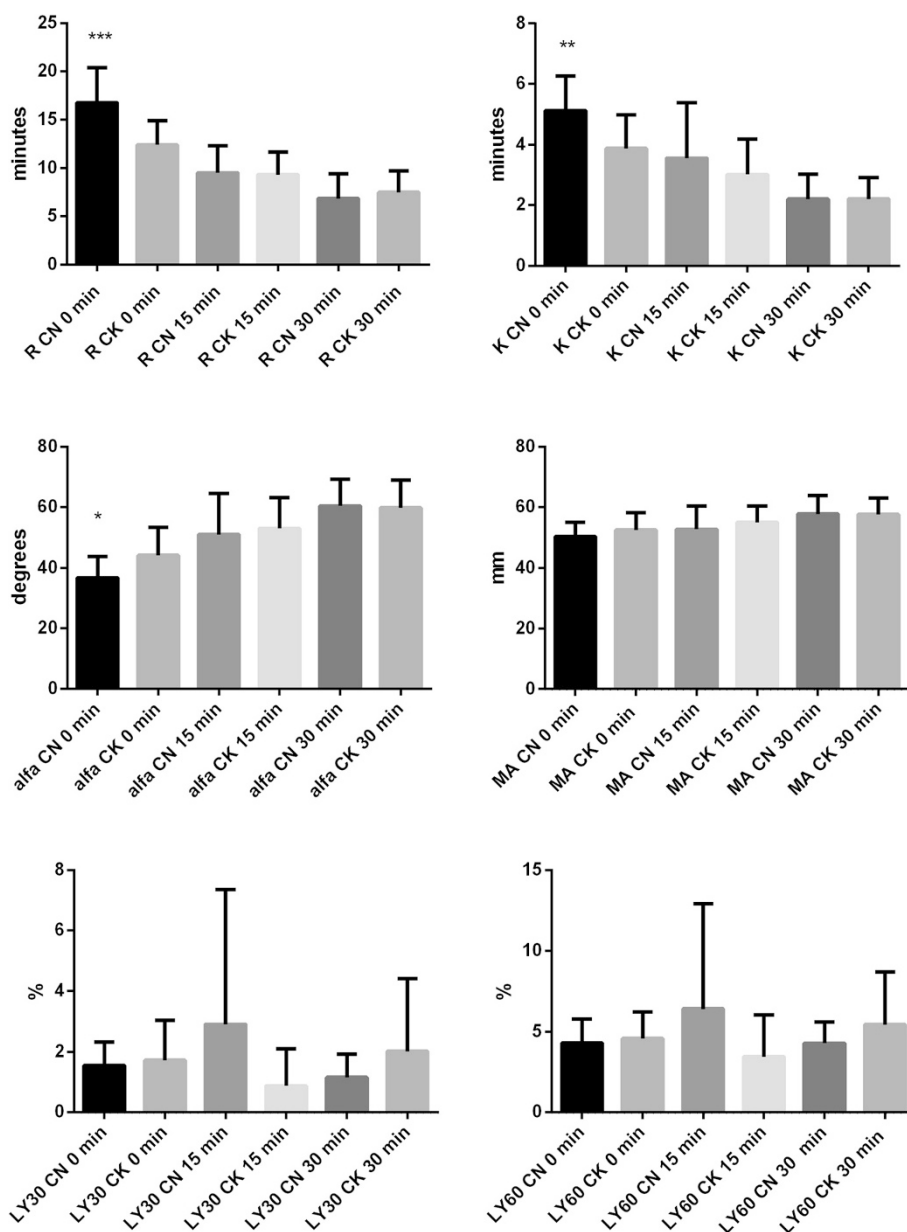 ***
minutes
25
20
15
10
5
0
R CN 0 min
R CK 0 min
R CN 15 min
R CK 15 min
R CN 30 min
R CK 30 min
**
minutes
8
6
4
2
0
K CN 0 min
K CK 0 min
K CN 15 min
K CK 15 min
K CN 30 min
K CK 30 min
*
degrees
80
60
40
20
0
alfa CN 0 min
alfa CK 0 min
alfa CN 15 min
alfa CK 15 min
alfa CN 30 min
alfa CK 30 min
mm
80
60
40
20
0
MA CN 0 min
MA CK 0 min
MA CN 15 min
MA CK 15 min
MA CN 30 min
MA CK 30 min
%
8
6
4
2
0
LY30 CN 0 min
LY30 CK 0 min
LY30 CN 15 min
LY30 CK 15 min
LY30 CN 30 min
LY30 CK 30 min
%
15
10
5
0
LY60 CN 0 min
LY60 CK 0 min
LY60 CN 15 min
LY60 CK 15 min
LY60 CN 30 min
LY60 CK 30 min